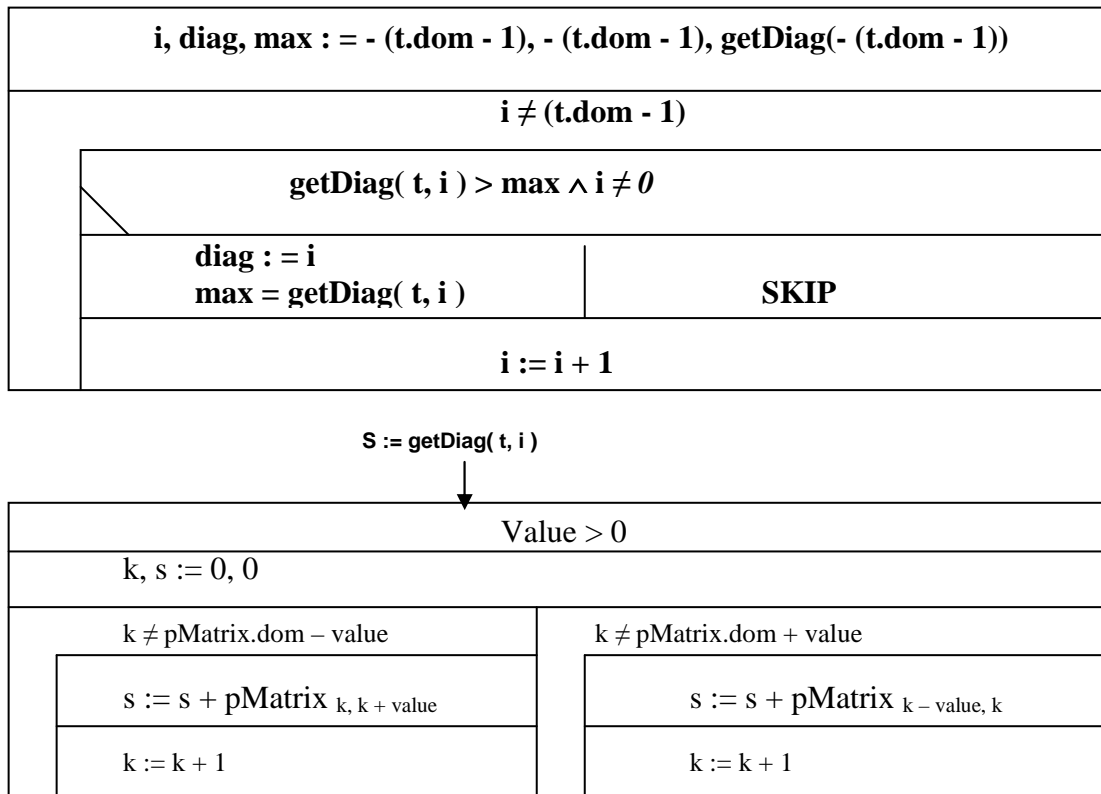 i, diag, max : = - (t.dom - 1), - (t.dom - 1), getDiag(- (t.dom - 1))
i ≠ (t.dom - 1)
getDiag( t, i ) > max ∧ i ≠ 0
diag : = i
max = getDiag( t, i )
SKIP
i := i + 1
S := getDiag( t, i )
Value > 0
k, s := 0, 0
k ≠ pMatrix.dom – value
k ≠ pMatrix.dom + value
s := s + pMatrix k, k + value
s := s + pMatrix k – value, k
k := k + 1
k := k + 1